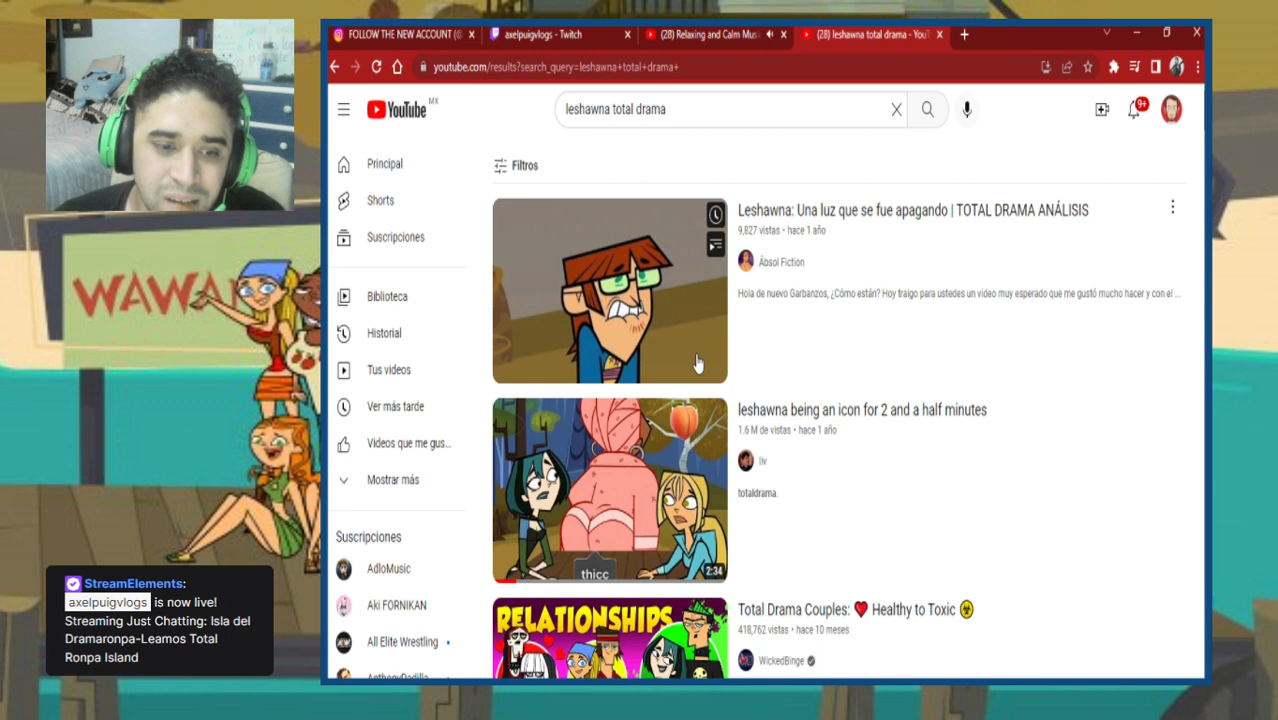 FOLLOW THE NEW ACCOUNT (@
axelpuigvlogs - Twitch
(28) Relaxing and Calm Mus
(28) leshawna total drama - YouT
youtube.com/results?search_query=leshawna+total+drama+
YouTube MX
leshawna total drama
9+
Principal
Shorts
Suscripciones
Biblioteca
Historial
Tus videos
Ver más tarde
Videos que me gus...
Mostrar más
Suscripciones
AdloMusic
Aki FORNIKAN
All Elite Wrestling
AnthonyPadilla
Filtros
Leshawna: Una luz que se fue apagando | TOTAL DRAMA ANÁLISIS
9,827 vistas • hace 1 año
Ábsol Fiction
Hola de nuevo Garbanzos, ¿Cómo están? Hoy traigo para ustedes un video muy esperado que me gustó mucho hacer y con el ...
thicc
2:34
leshawna being an icon for 2 and a half minutes
1.6 M de vistas • hace 1 año
liv
totaldrama.
RELATIONSHIPS
Total Drama Couples: ❤️ Healthy to Toxic ☣️
418,762 vistas • hace 10 meses
WickedBinge
WAWA
StreamElements:
axelpuigvlogs is now live!
Streaming Just Chatting: Isla del
Dramaronpa-Leamos Total
Ronpa Island